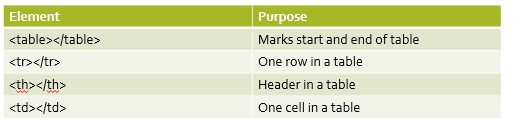 Element Purpose
<table></table> Marks start and end of table
<tr></tr> One row in a table
<th></th> Header in a table
<td></td> One cell in a table